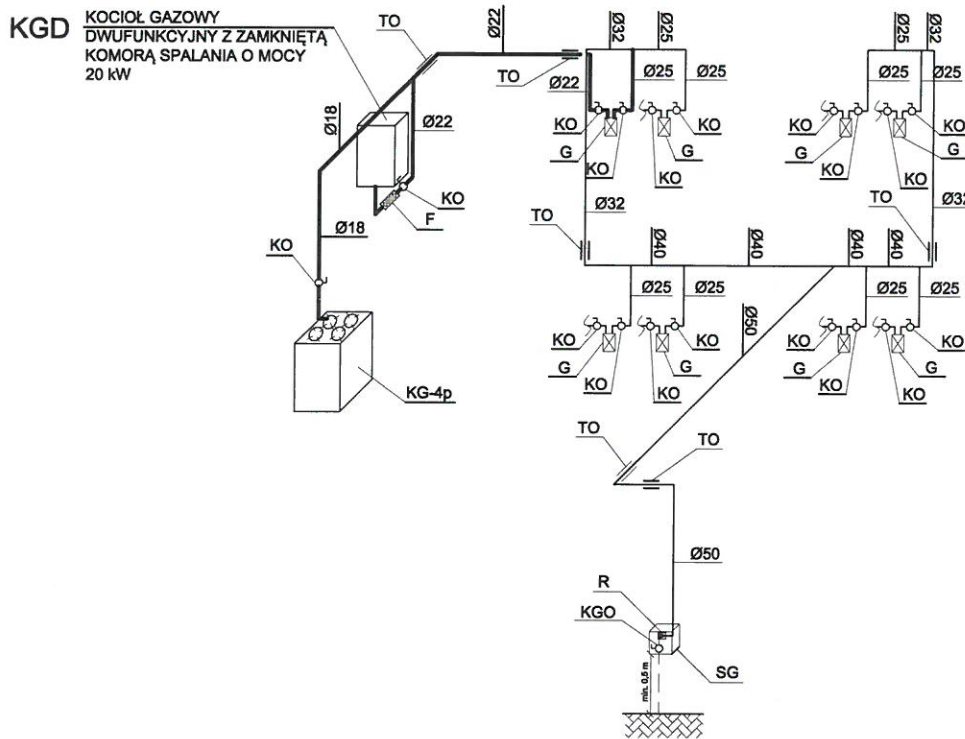 KGD
KOCIOŁ GAZOWY
DWUFUNKCYJNY Z ZAMKNIĘTĄ
KOMORĄ SPALANIA O MOCY
20 kW
TO
Ø22
TO
Ø32
Ø25
Ø25
Ø32
Ø22
Ø25
Ø25
Ø25
Ø25
Ø18
Ø22
KO
KO
KO
KO
G
KO
G
KO
G
KO
G
KO
KO
F
Ø18
KO
TO
Ø32
TO
Ø32
Ø40
Ø40
Ø40
Ø40
Ø25
Ø25
Ø25
Ø25
KO
KO
KO
KO
G
KO
G
KO
G
KO
G
KO
KG-4p
Ø50
TO
TO
Ø50
R
KGO
SG
min. 0,5 m